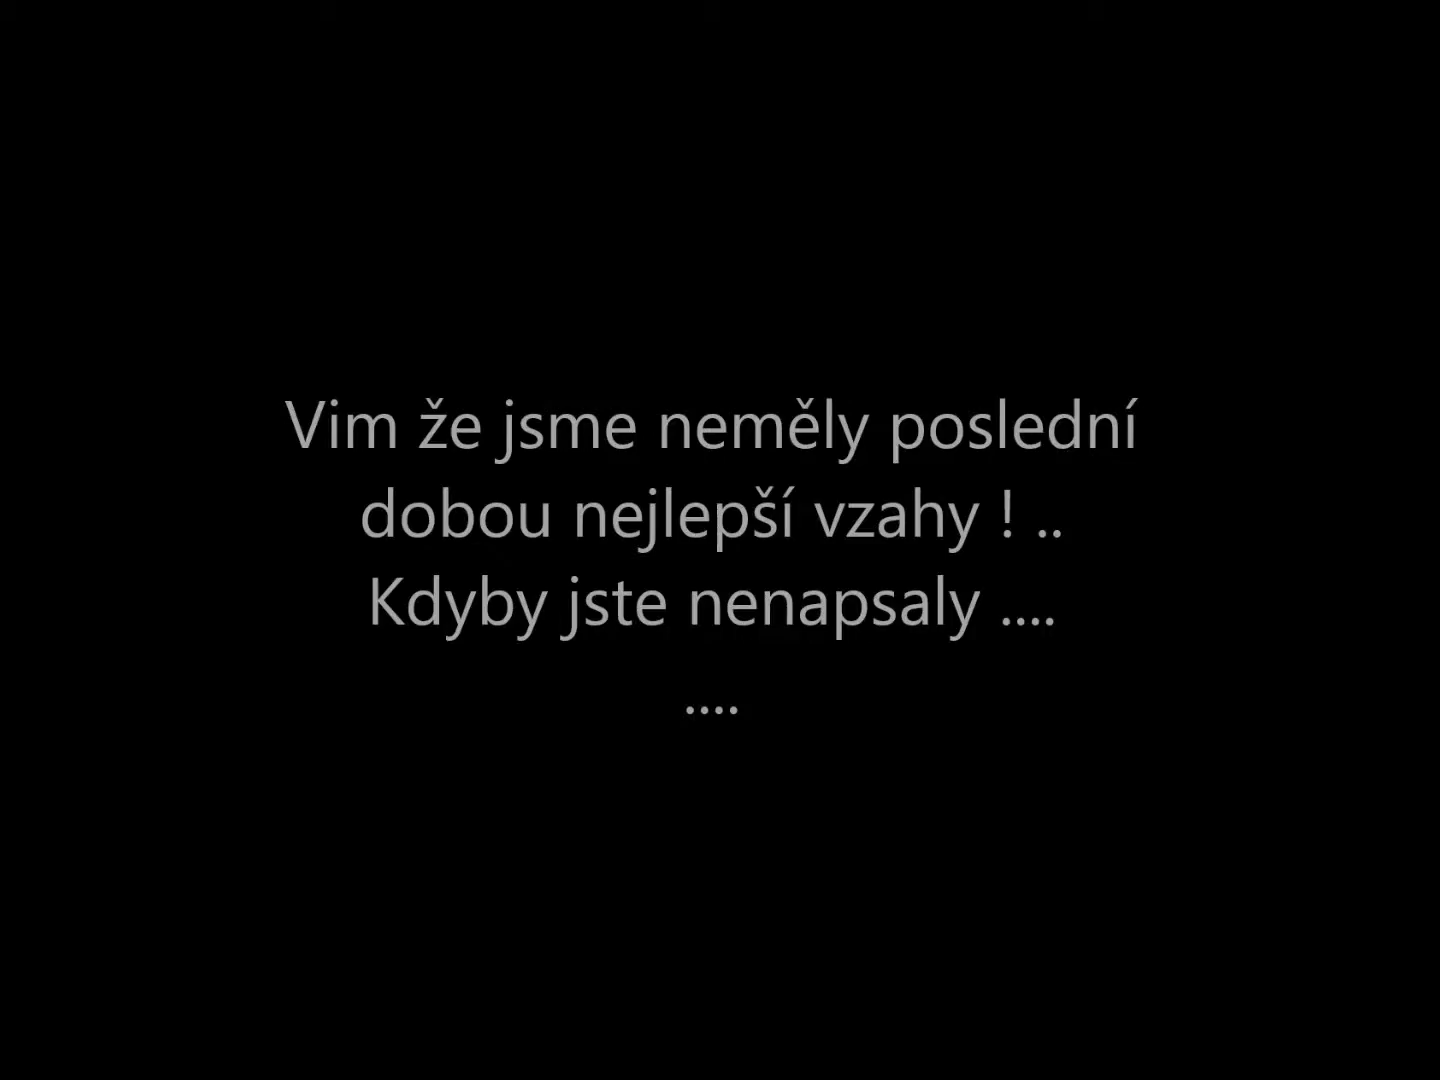 Vim že jsme neměly poslední
dobou nejlepší vzahy ! ..
Kdyby jste nenapsaly ....
....